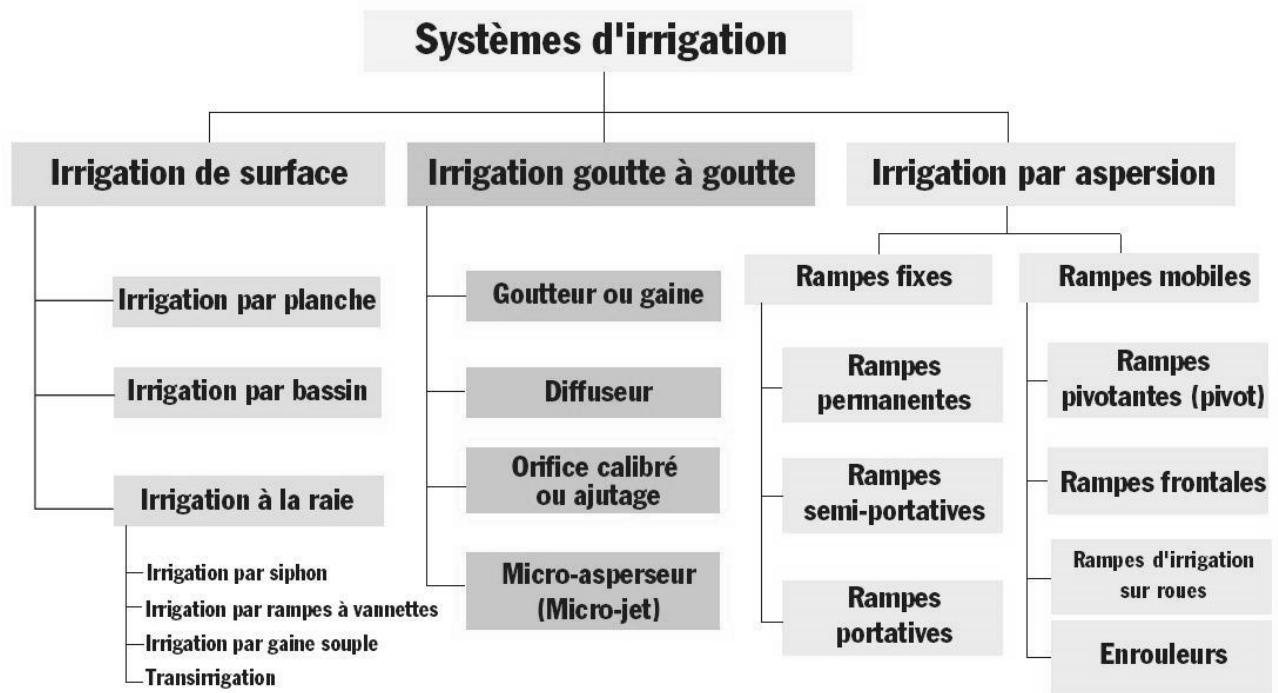 Systèmes d'irrigation
Irrigation de surface
Irrigation par planche
Irrigation par bassin
Irrigation à la raie
Irrigation par siphon
Irrigation par rampes à vannettes
Irrigation par gaine souple
Transirrigation
Irrigation goutte à goutte
Goutteur ou gaine
Diffuseur
Orifice calibré
ou ajutage
Micro-asperseur
(Micro-jet)
Irrigation par aspersion
Rampes fixes
Rampes
permanentes
Rampes
semi-portatives
Rampes
portatives
Rampes mobiles
Rampes
pivotantes (pivot)
Rampes frontales
Rampes d'irrigation
sur roues
Enrouleurs